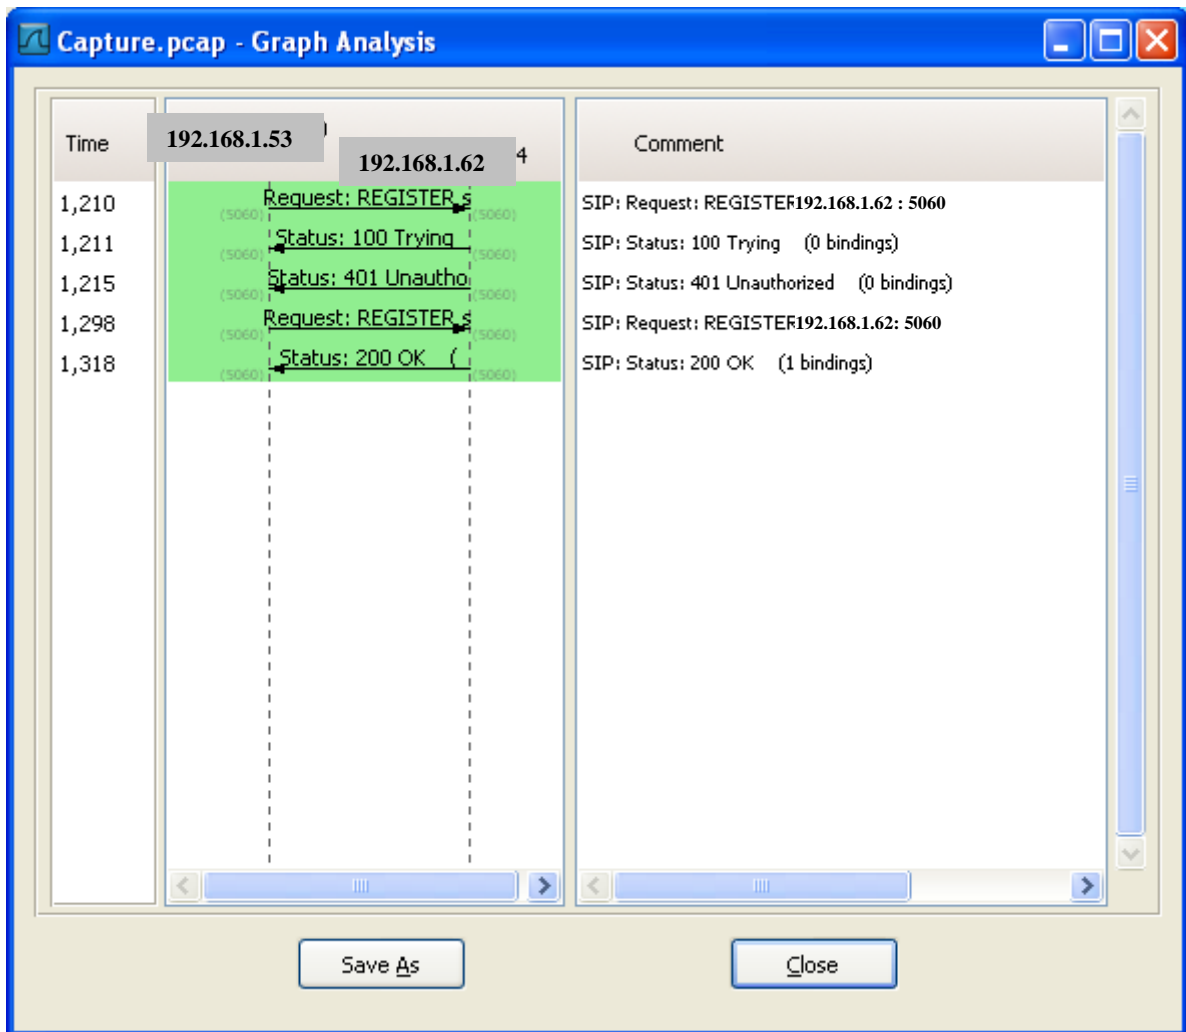 Capture.pcap - Graph Analysis
Time
192.168.1.53
192.168.1.62
4
Comment
1,210
(5060)
Request: REGISTER s
(5060)
SIP: Request: REGISTER 192.168.1.62 : 5060
1,211
(5060)
Status: 100 Trying
(5060)
SIP: Status: 100 Trying (0 bindings)
1,215
(5060)
Status: 401 Unautho
(5060)
SIP: Status: 401 Unauthorized (0 bindings)
1,298
(5060)
Request: REGISTER s
(5060)
SIP: Request: REGISTER 192.168.1.62: 5060
1,318
(5060)
Status: 200 OK (
(5060)
SIP: Status: 200 OK (1 bindings)
Save As
Close